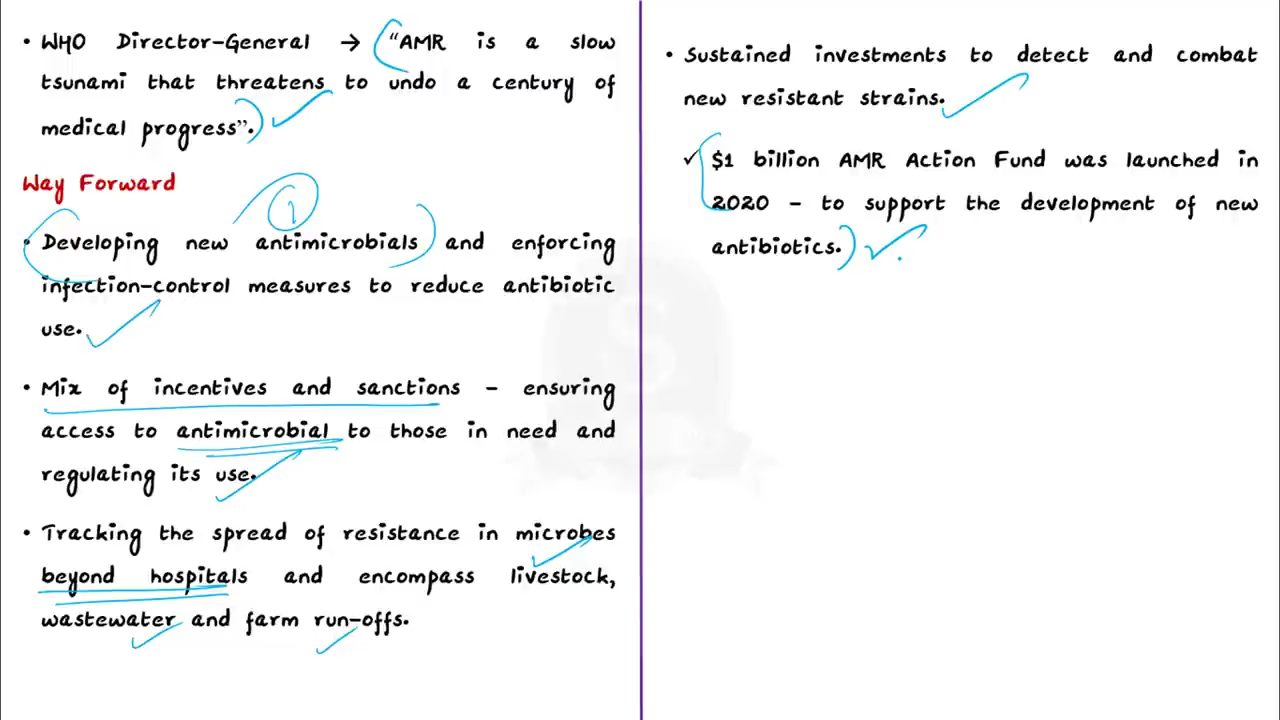 • WHO Director-General → “AMR is a slow
tsunami that threatens to undo a century of
medical progress”.
Way Forward
1
• Developing new antimicrobials and enforcing
infection-control measures to reduce antibiotic
use.
• Mix of incentives and sanctions – ensuring
access to antimicrobial to those in need and
regulating its use.
• Tracking the spread of resistance in microbes
beyond hospitals and encompass livestock,
wastewater and farm run-offs.
• Sustained investments to detect and combat
new resistant strains.
✓ $1 billion AMR Action Fund was launched in
2020 – to support the development of new
antibiotics.